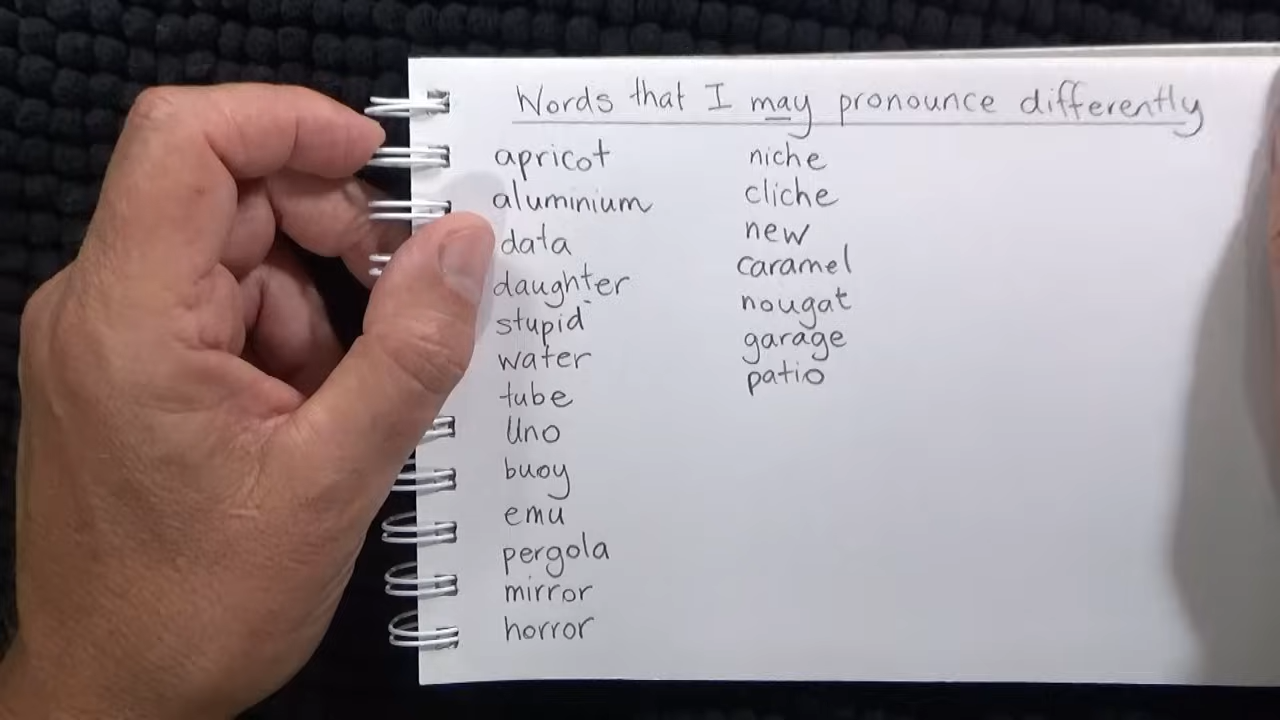 Words that I may pronounce differently
apricot
aluminium
data
daughter
stupid
water
tube
Uno
buoy
emu
pergola
mirror
horror
niche
cliche
new
caramel
nougat
garage
patio